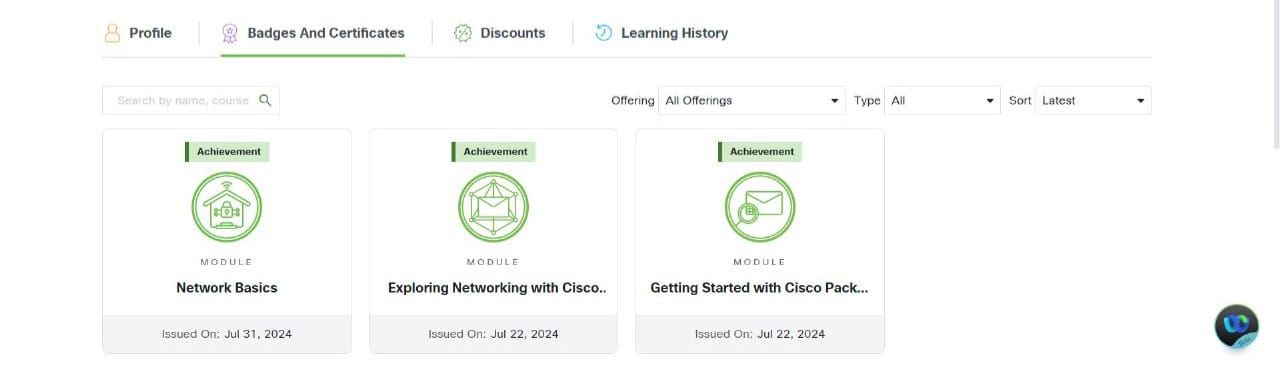 Profile
Badges And Certificates
Discounts
Learning History
Search by name, course
Offering
All Offerings
Type
All
Sort
Latest
Achievement
MODULE
Network Basics
Issued On: Jul 31, 2024
Achievement
MODULE
Exploring Networking with Cisco..
Issued On: Jul 22, 2024
Achievement
MODULE
Getting Started with Cisco Pack...
Issued On: Jul 22, 2024